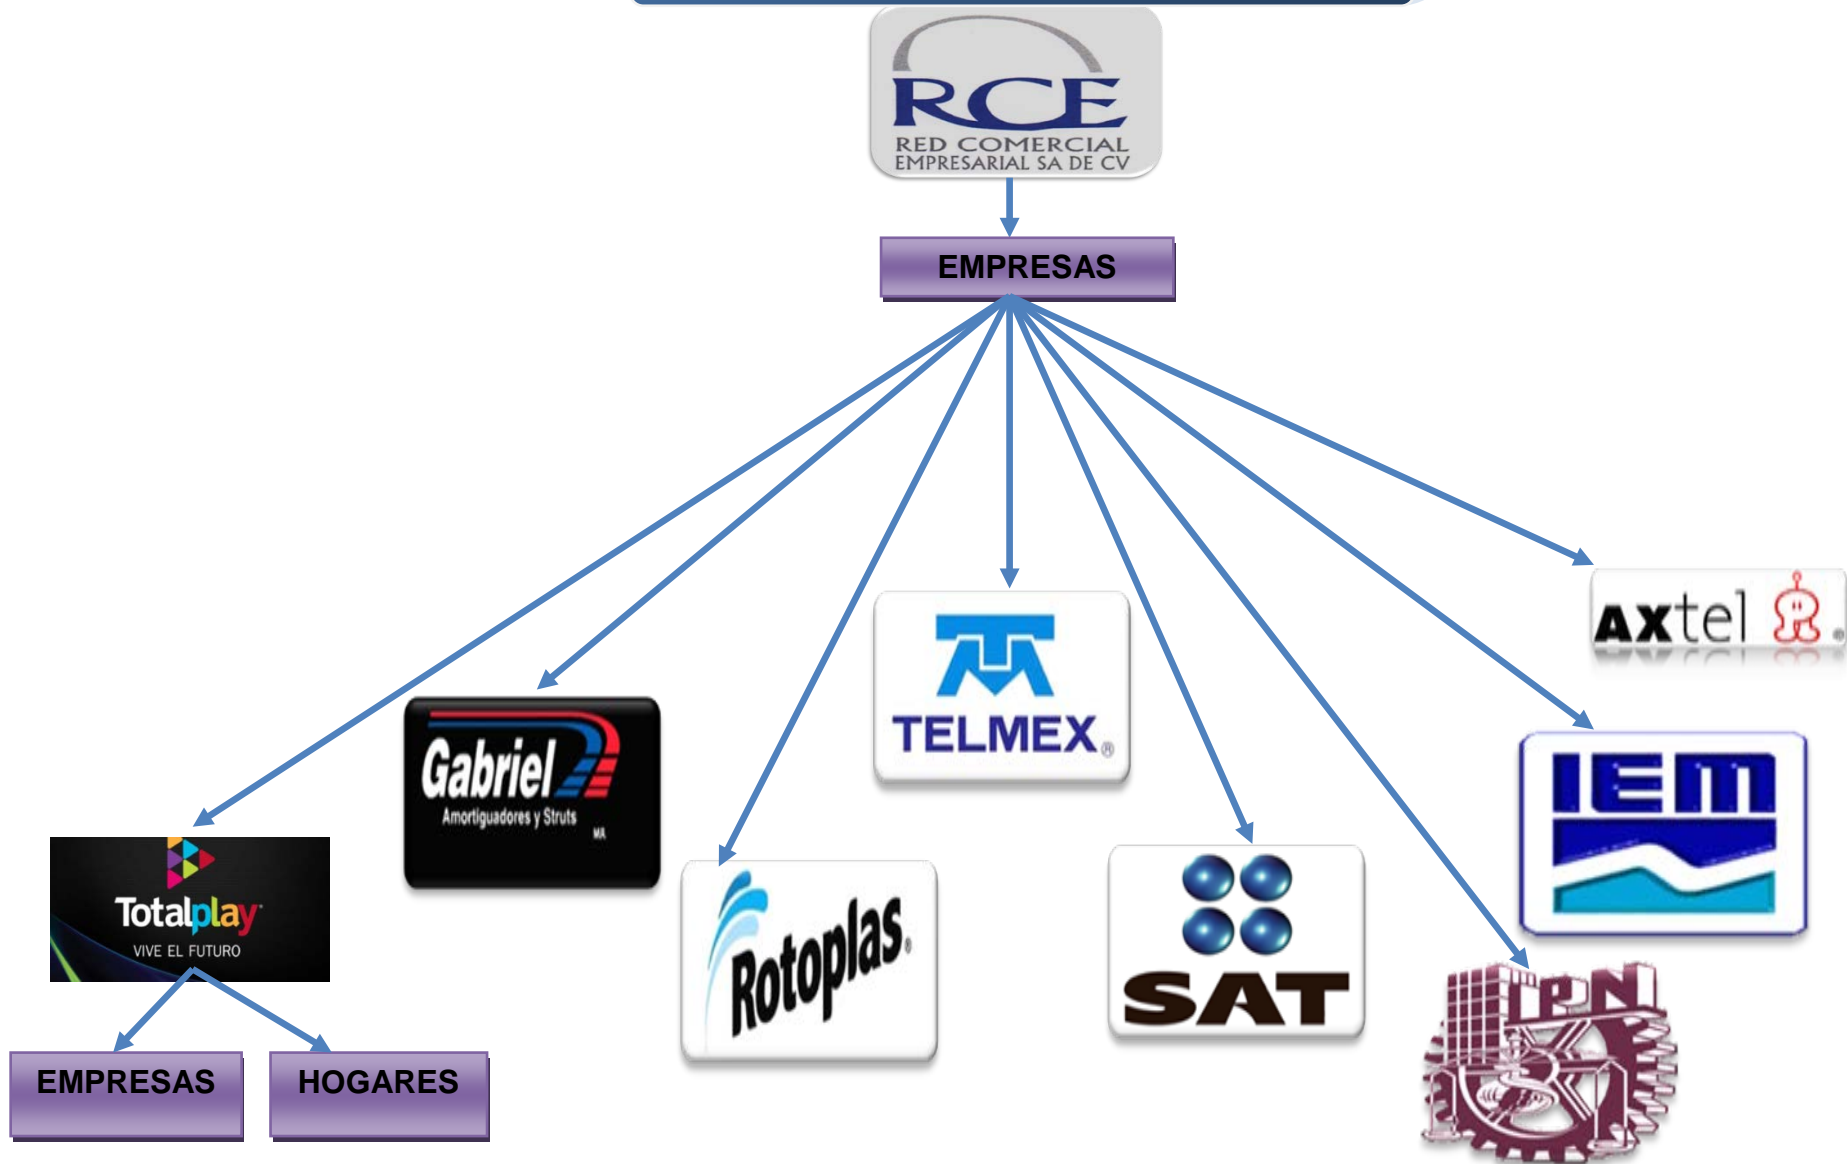 RCE
RED COMERCIAL
EMPRESARIAL SA DE CV
EMPRESAS
AXtel ®
TELMEX®
Gabriel
Amortiguadores y Struts
MA
IEM
Totalplay
VIVE EL FUTURO
Rotoplas®
SAT
IPN
EMPRESAS
HOGARES